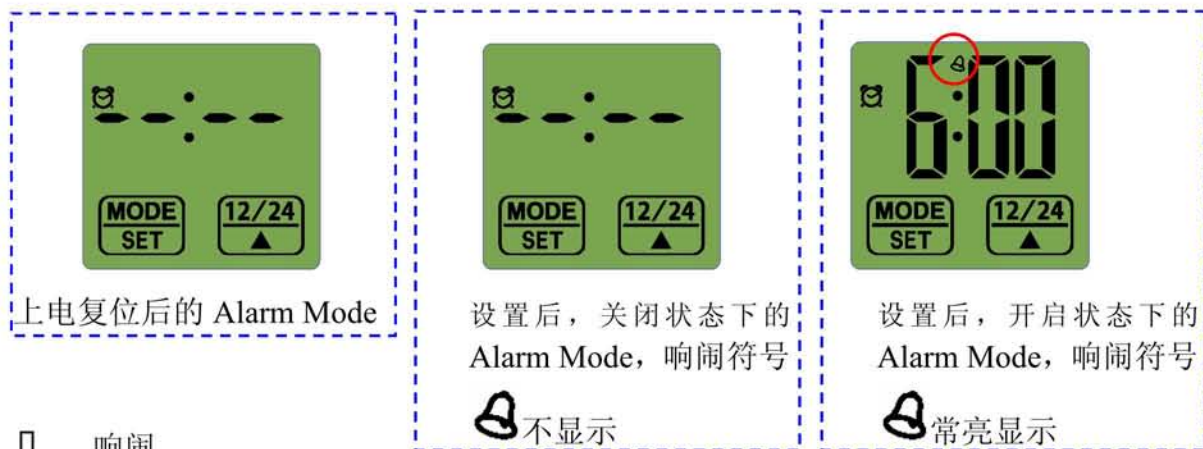 -- : --
MODE
SET
12/24
▲
上电复位后的 Alarm Mode
-- : --
MODE
SET
12/24
▲
设置后，关闭状态下的
Alarm Mode，响闹符号
不显示
6:00
MODE
SET
12/24
▲
设置后，开启状态下的
Alarm Mode，响闹符号
常亮显示
响闹